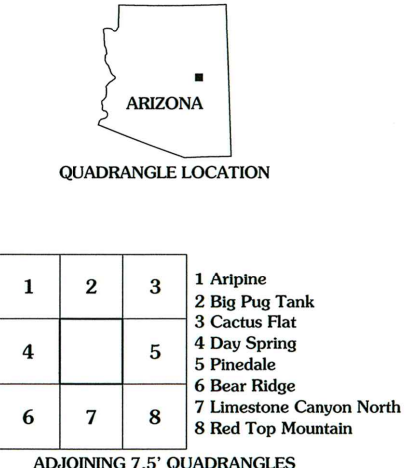 ARIZONA
QUADRANGLE LOCATION
1 2 3
4 5
6 7 8
1 Aripine
2 Big Pug Tank
3 Cactus Flat
4 Day Spring
5 Pinedale
6 Bear Ridge
7 Limestone Canyon North
8 Red Top Mountain
ADJOINING 7.5' QUADRANGLES